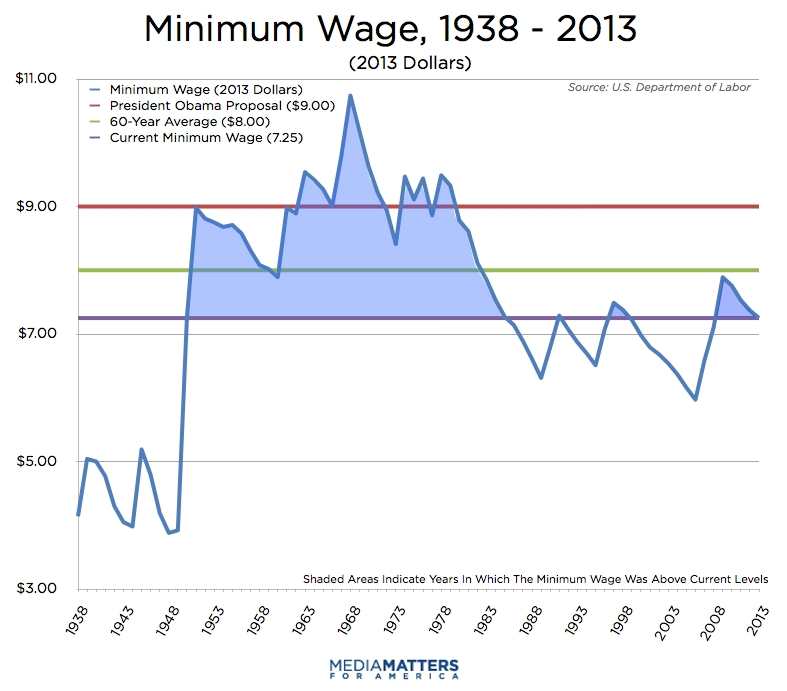 Minimum Wage, 1938 - 2013
(2013 Dollars)
$11.00
Minimum Wage (2013 Dollars)
Source: U.S. Department of Labor
President Obama Proposal ($9.00)
60-Year Average ($8.00)
Current Minimum Wage (7.25)
$9.00
$7.00
$5.00
Shaded Areas Indicate Years In Which The Minimum Wage Was Above Current Levels
$3.00
1938 1943 1948 1953 1958 1963 1968 1973 1978 1983 1988 1993 1998 2003 2008 2013
MEDIAMATTERS
FOR AMERICA